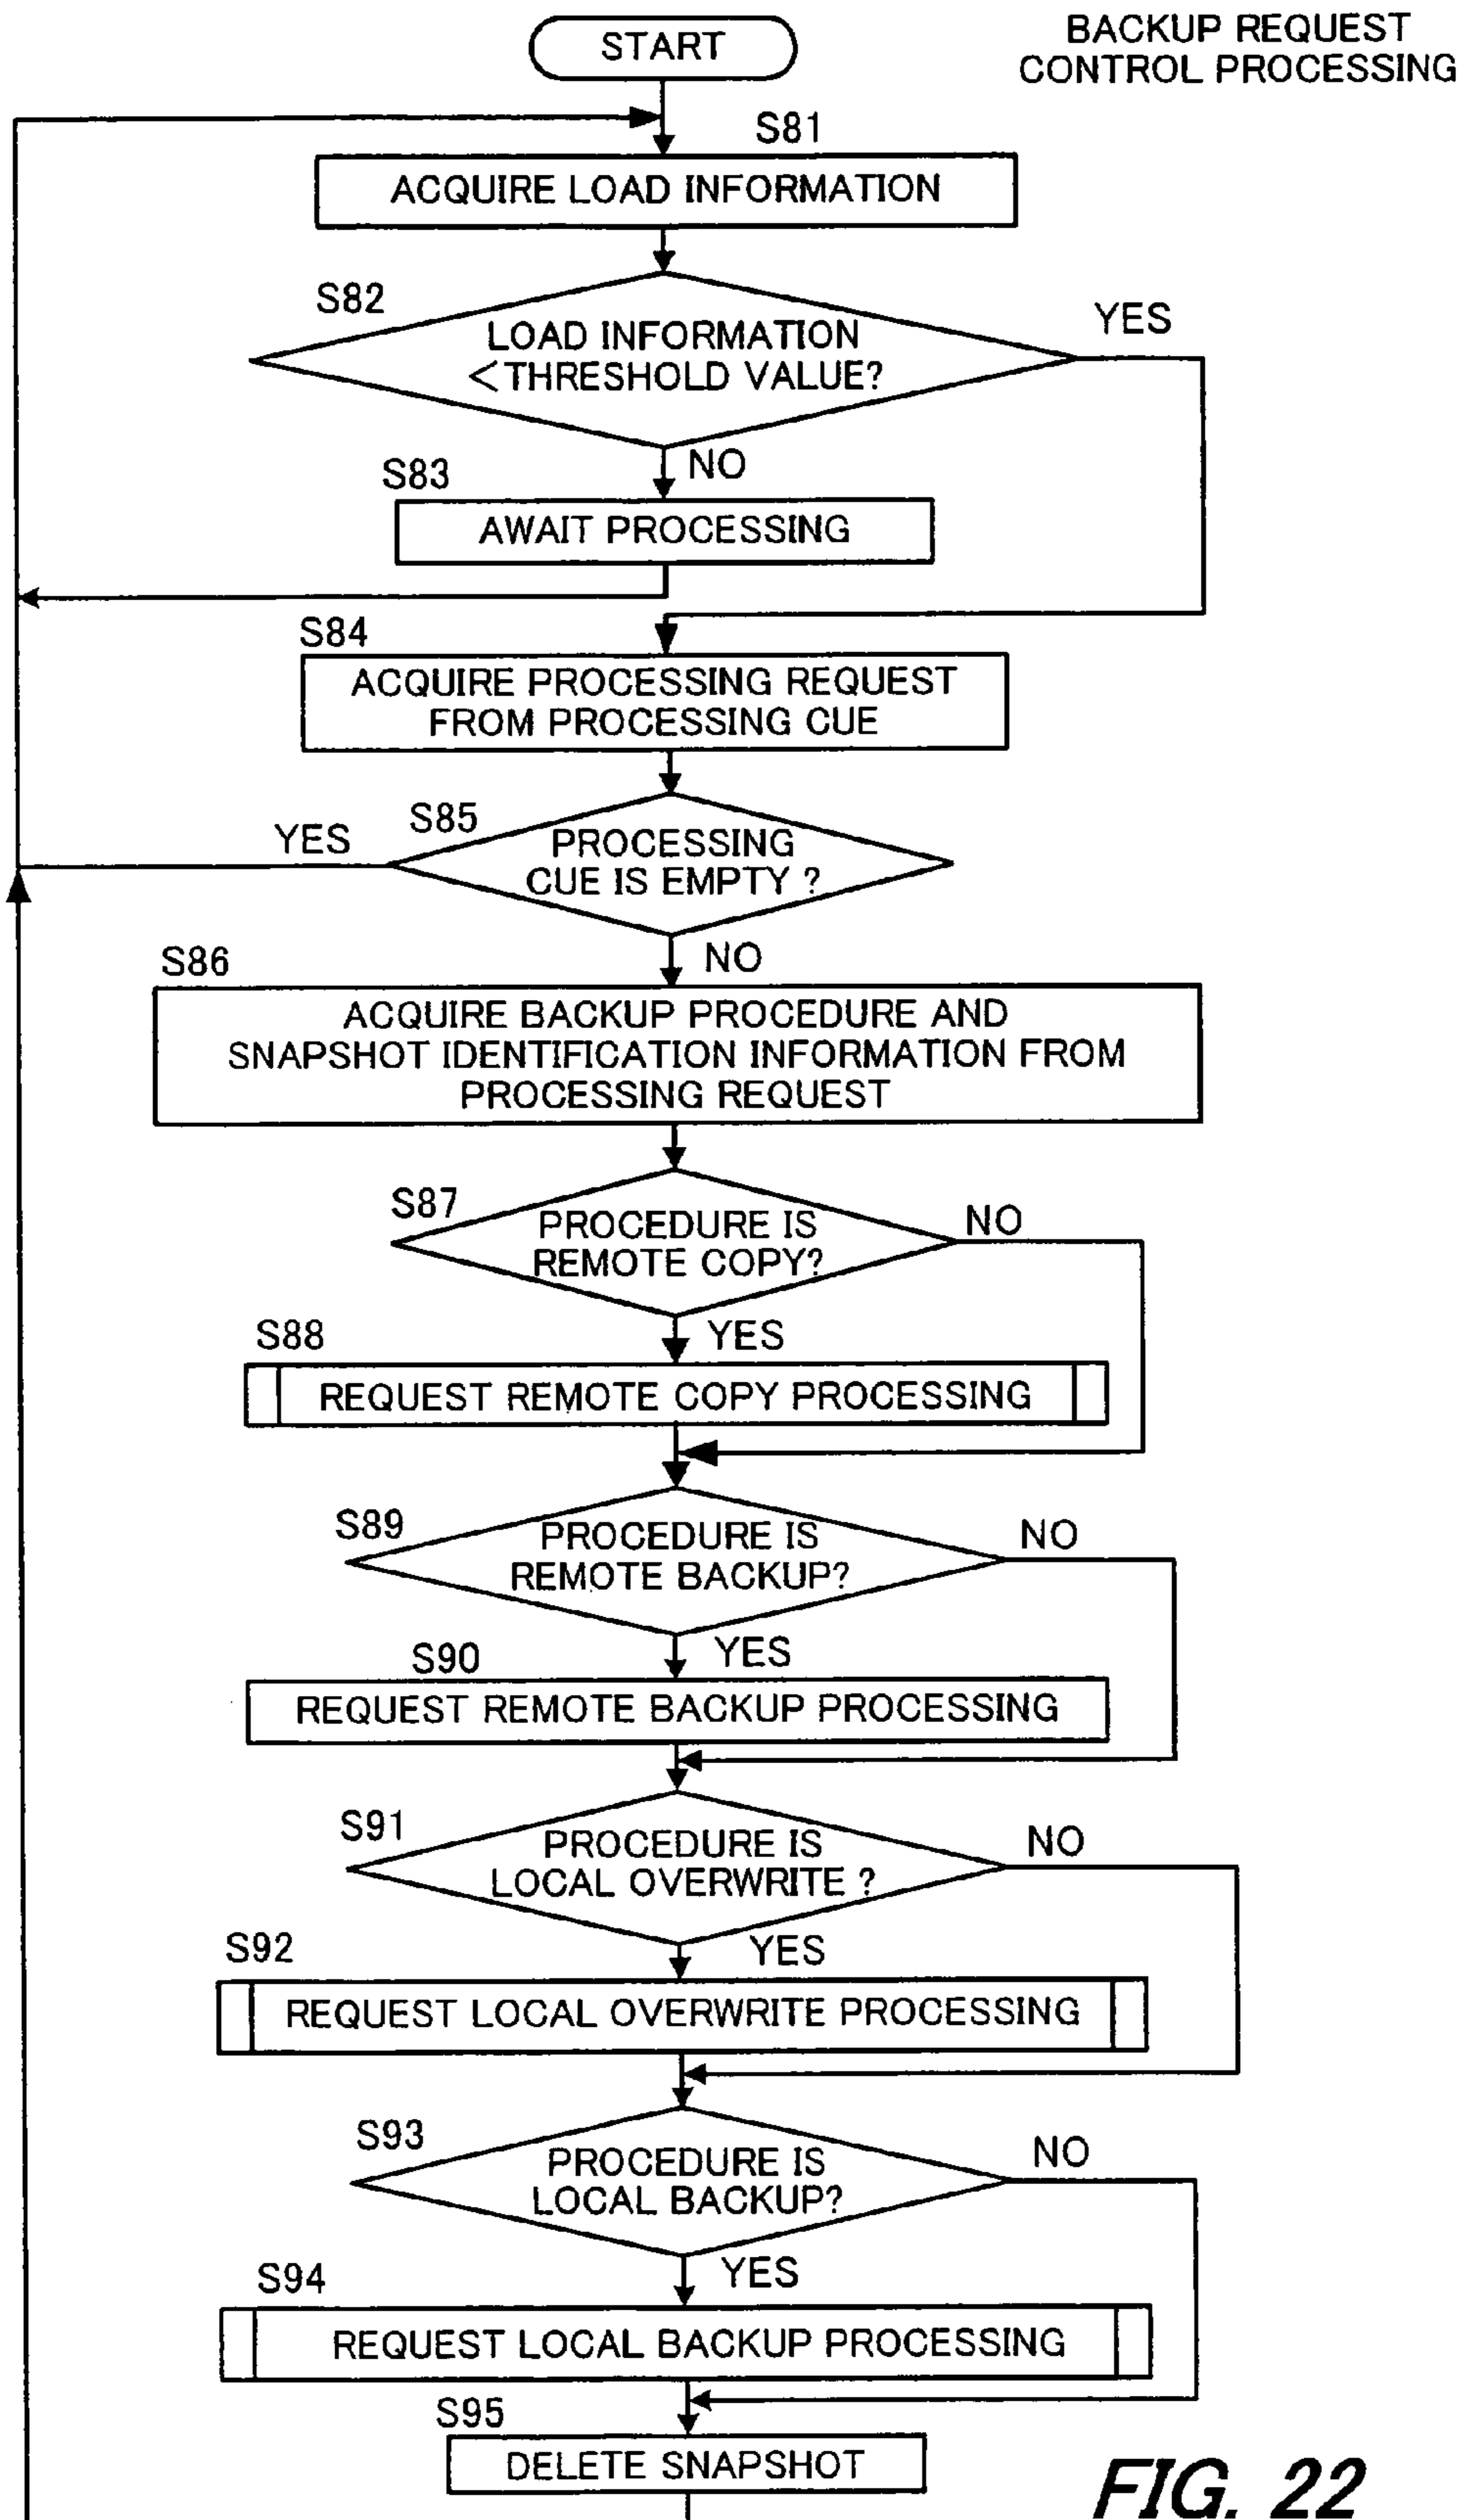 START
BACKUP REQUEST
CONTROL PROCESSING
S81
ACQUIRE LOAD INFORMATION
S82
LOAD INFORMATION
<THRESHOLD VALUE?
YES
NO
S83
AWAIT PROCESSING
S84
ACQUIRE PROCESSING REQUEST
FROM PROCESSING CUE
S85
YES
PROCESSING
CUE IS EMPTY ?
NO
S86
ACQUIRE BACKUP PROCEDURE AND
SNAPSHOT IDENTIFICATION INFORMATION FROM
PROCESSING REQUEST
S87
PROCEDURE IS
REMOTE COPY?
NO
YES
S88
REQUEST REMOTE COPY PROCESSING
S89
PROCEDURE IS
REMOTE BACKUP?
NO
YES
S90
REQUEST REMOTE BACKUP PROCESSING
S91
PROCEDURE IS
LOCAL OVERWRITE ?
NO
YES
S92
REQUEST LOCAL OVERWRITE PROCESSING
S93
PROCEDURE IS
LOCAL BACKUP?
NO
YES
S94
REQUEST LOCAL BACKUP PROCESSING
S95
DELETE SNAPSHOT
FIG. 22